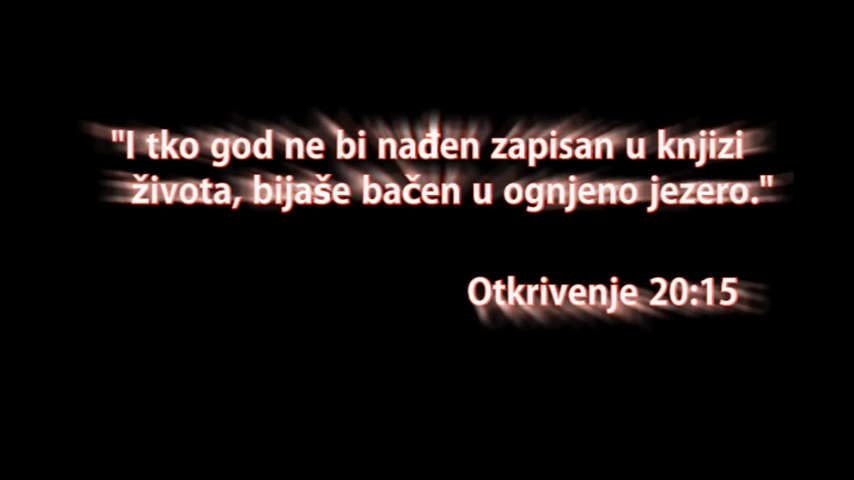 "I tko god ne bi nađen zapisan u knjizi
života, bijaše bačen u ognjeno jezero."
Otkrivenje 20:15